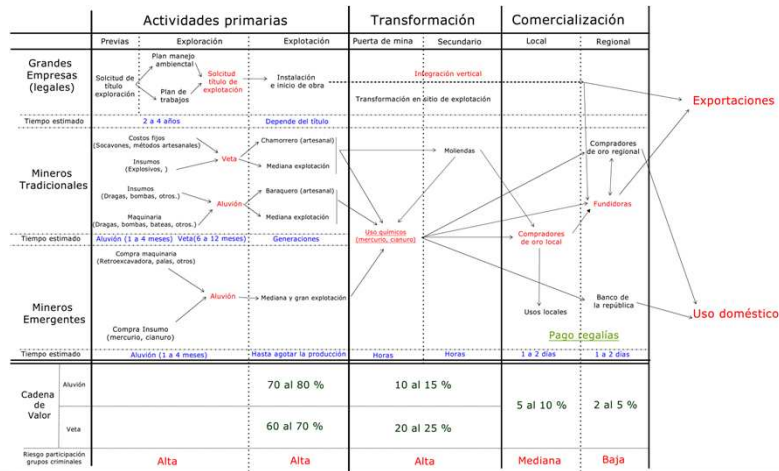 Actividades primarias
Transformación
Comercialización
Previas
Exploración
Explotación
Puerta de mina
Secundario
Local
Regional
Grandes
Empresas
(legales)
Solicitud de
título
exploración
Plan manejo
ambienctal
Plan de
trabajos
Solcitud
título de
explotación
Instalación
e inicio de obra
Integración vertical
Transformación en sitio de explotación
Exportaciones
Tiempo estimado
2 a 4 años
Depende del título
Mineros
Tradicionales
Costos fijos
(Socavones, métodos artesanales)
Insumos
(Explosivos, )
Veta
Chamorrero (artesanal)
Mediana explotación
Insumos
(Dragas, bombas, otros.)
Maquinaria
(Dragas, bombas, bateas, otros.)
Aluvión
Baraquero (artesanal)
Mediana explotación
Moliendas
Uso químicos
(mercurio, cianuro)
Compradores
de oro regional
Fundidoras
Compradores
de oro local
Tiempo estimado
Aluvión (1 a 4 meses)
Veta(6 a 12 meses)
Generaciones
Mineros
Emergentes
Compra maquinaria
(Retroexcavadora, palas, otros)
Aluvión
Mediana y gran explotación
Compra Insumo
(mercurio, cianuro)
Usos locales
Banco de
la república
Uso doméstico
Pago regalías
Tiempo estimado
Aluvión (1 a 4 meses)
Hasta agotar la producción
Horas
Horas
1 a 2 días
1 a 2 días
Cadena
de
Valor
Aluvión
70 al 80 %
10 al 15 %
5 al 10 %
2 al 5 %
Veta
60 al 70 %
20 al 25 %
Riesgo participación
grupos criminales
Alta
Alta
Alta
Mediana
Baja